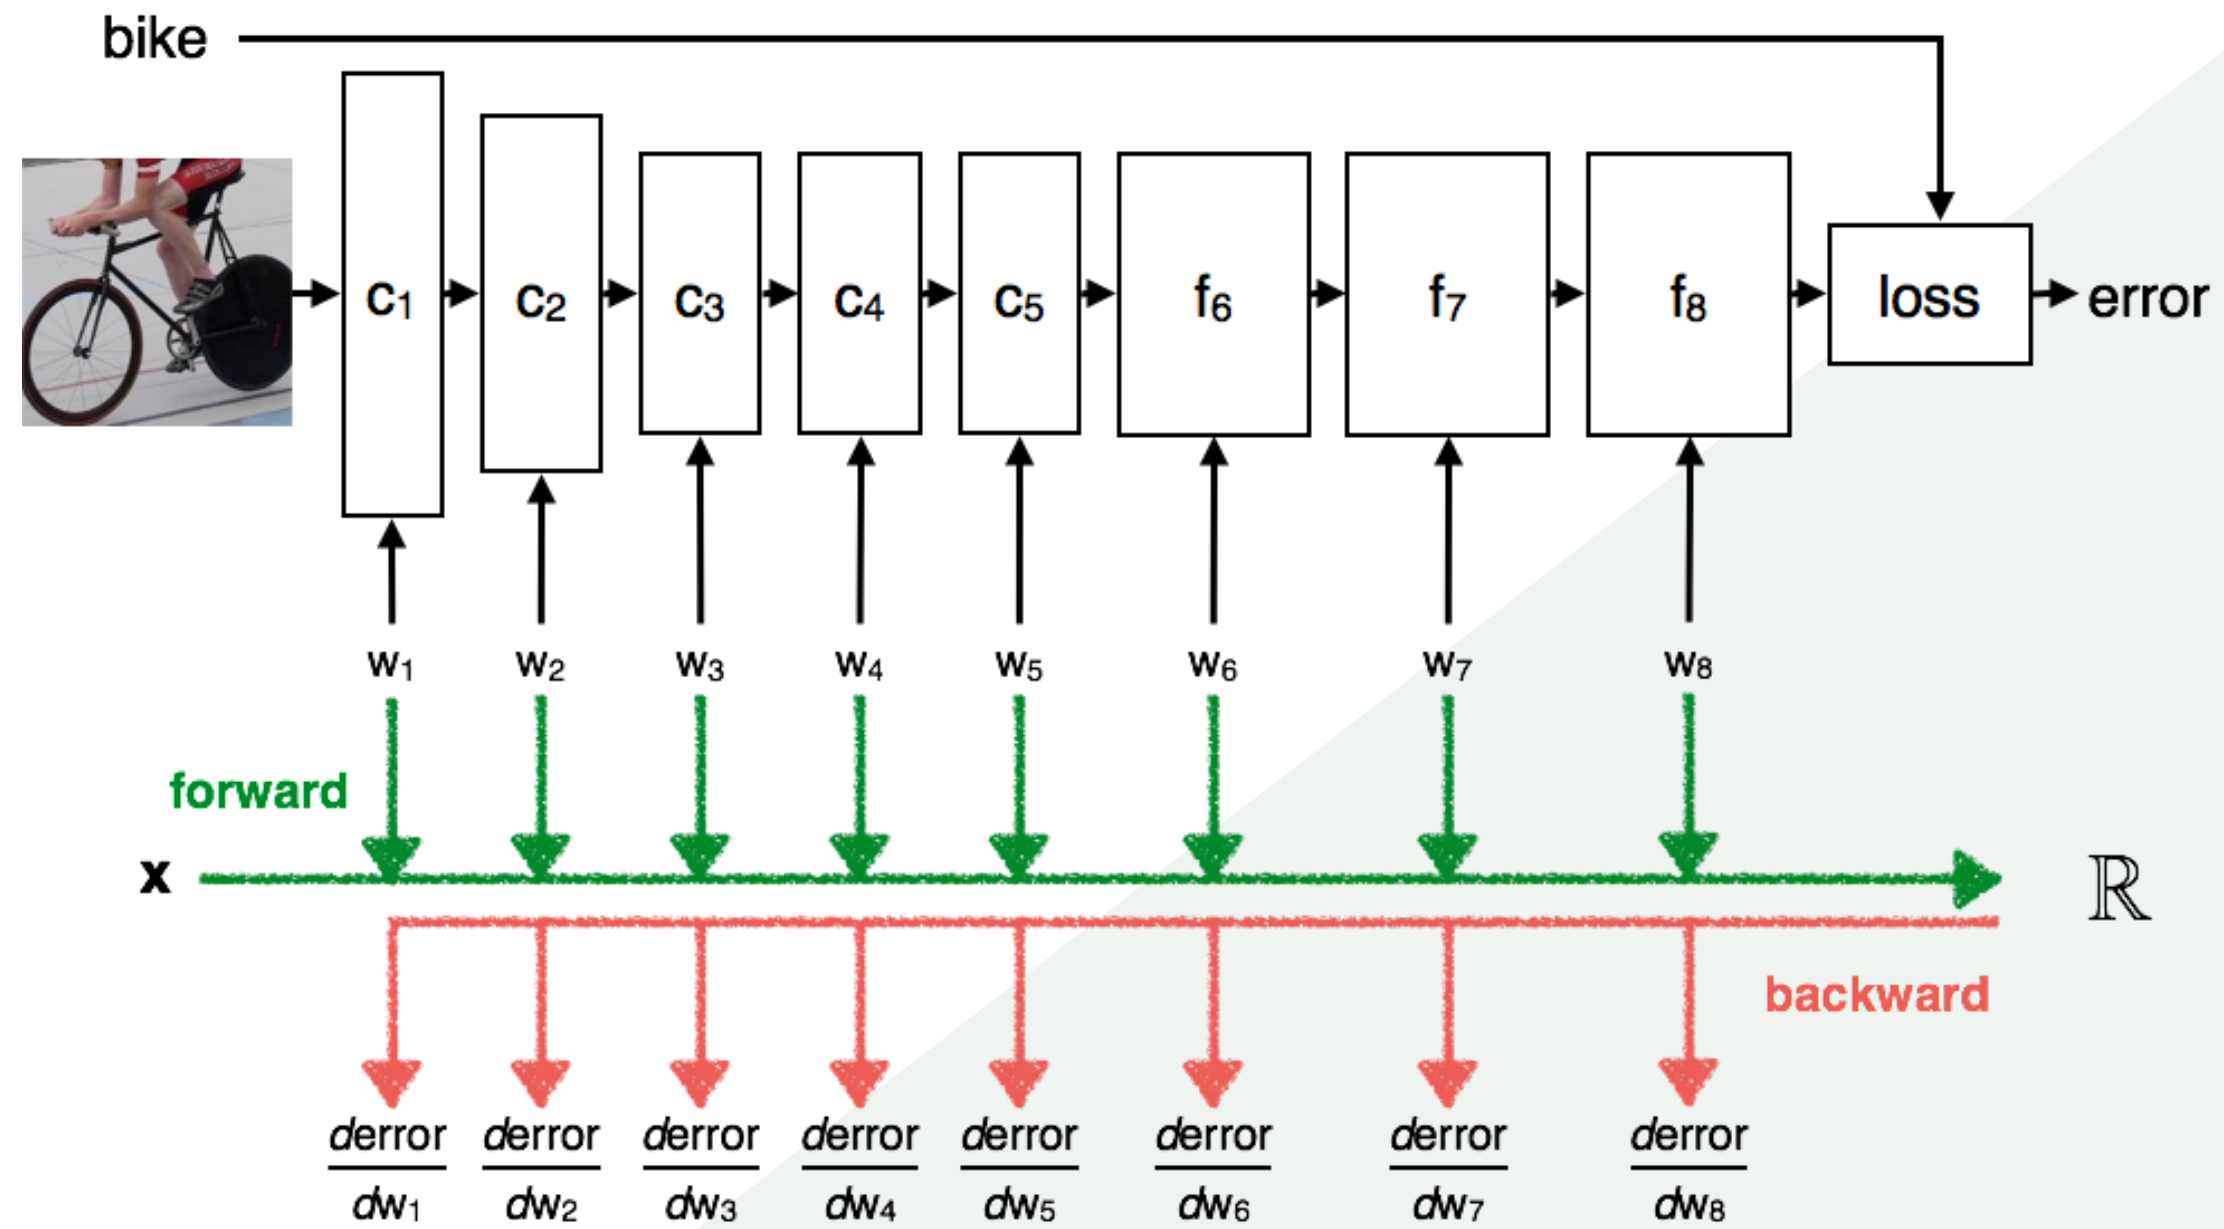 bike
c₁ c₂ c₃ c₄ c₅ f₆ f₇ f₈ loss error
w₁ w₂ w₃ w₄ w₅ w₆ w₇ w₈
forward
x ℝ
backward
derror derror derror derror derror derror derror derror
dw₁ dw₂ dw₃ dw₄ dw₅ dw₆ dw₇ dw₈